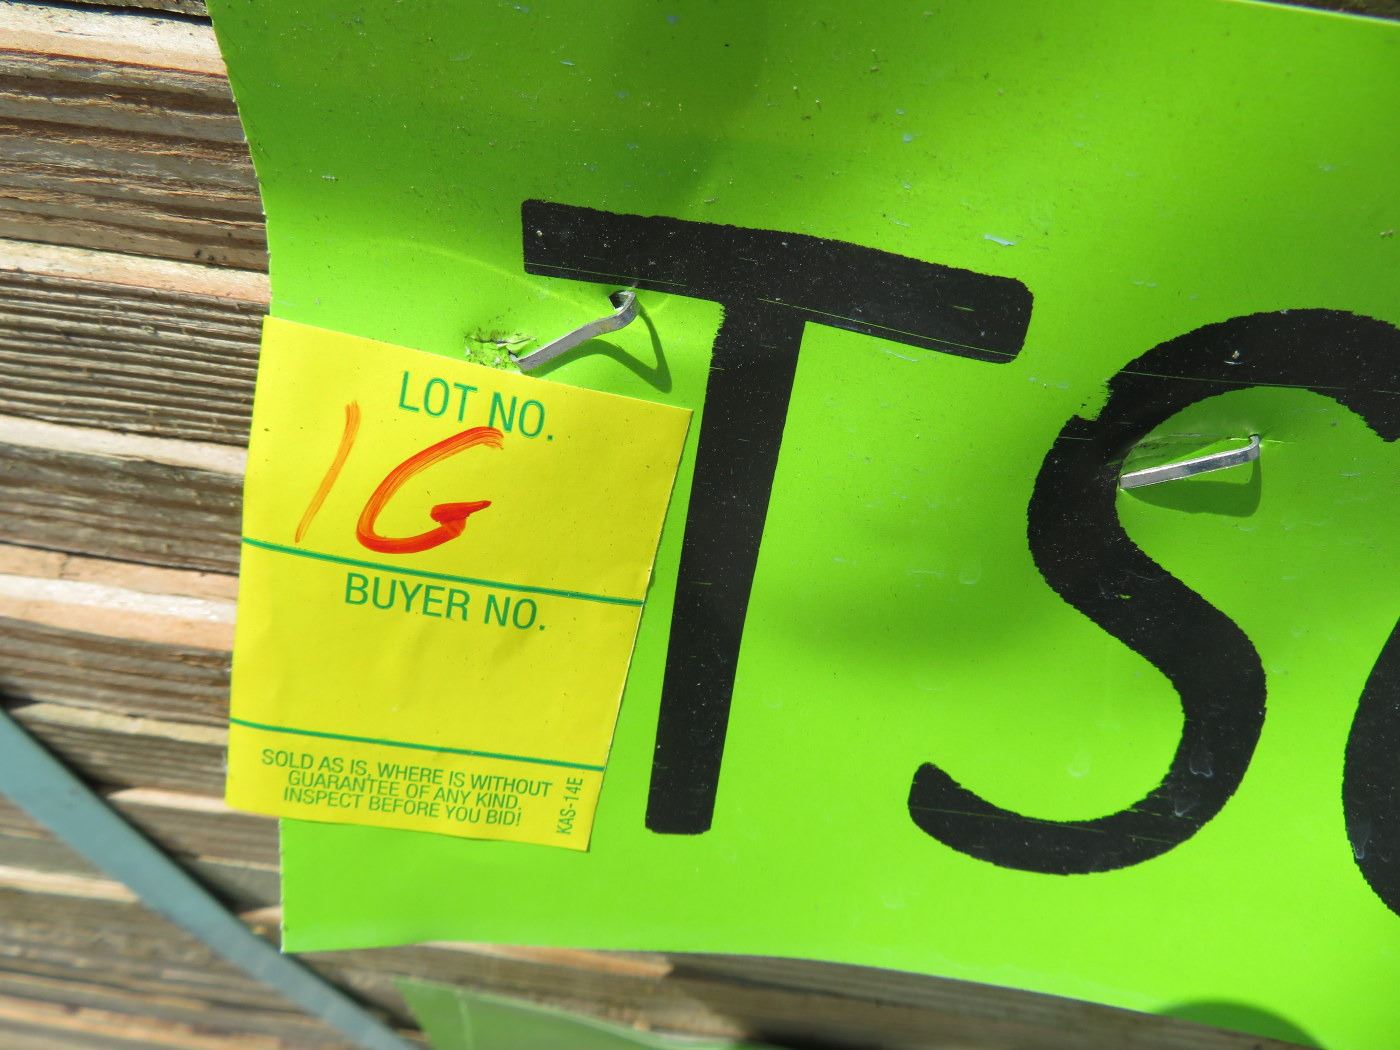 LOT NO.
1G
BUYER NO.
SOLD AS IS, WHERE IS WITHOUT
GUARANTEE OF ANY KIND.
INSPECT BEFORE YOU BID!
KAS-14E
TS